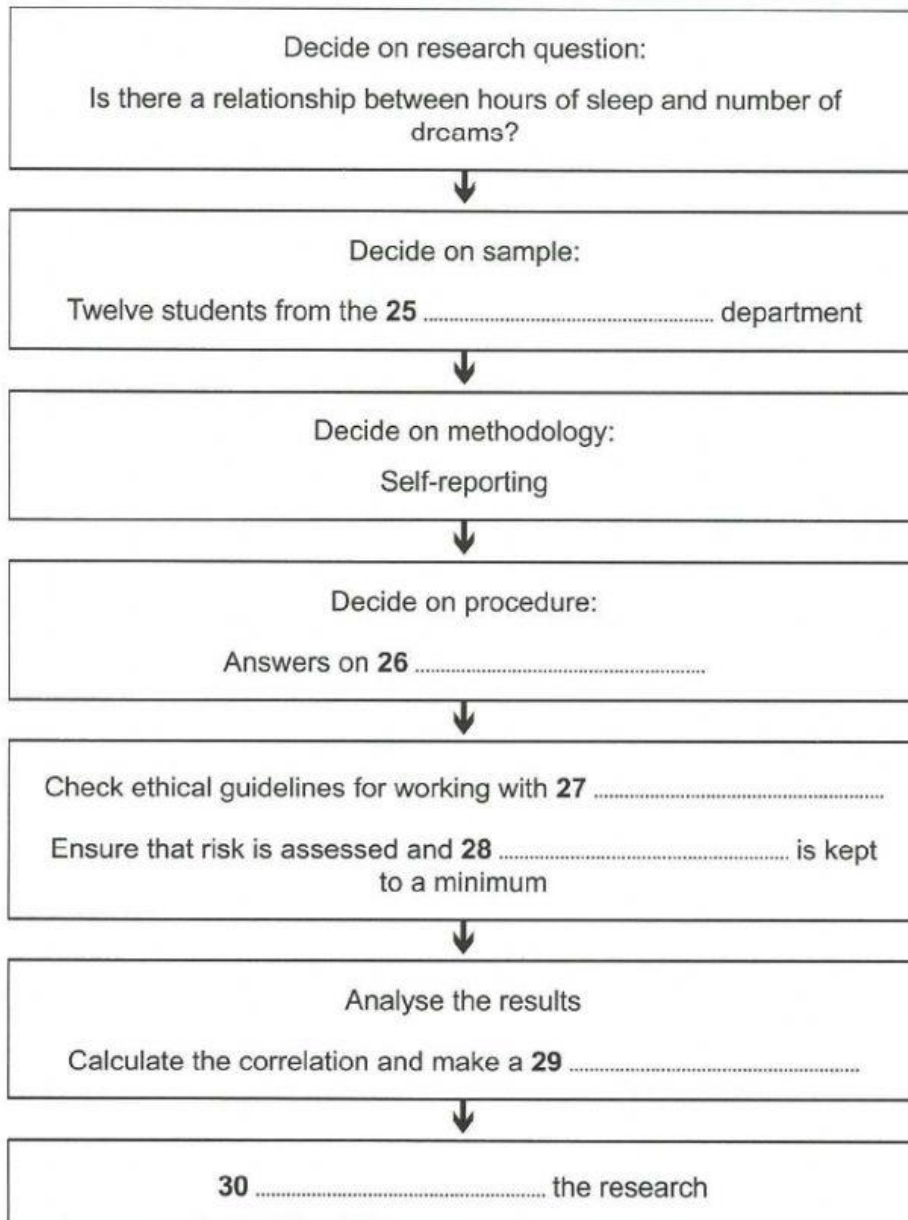 Decide on research question:
Is there a relationship between hours of sleep and number of
dreams?
Decide on sample:
Twelve students from the 25 ........................................ department
Decide on methodology:
Self-reporting
Decide on procedure:
Answers on 26 ........................................
Check ethical guidelines for working with 27 ........................................
Ensure that risk is assessed and 28 ........................................ is kept
to a minimum
Analyse the results
Calculate the correlation and make a 29 ........................................
30 ........................................ the research